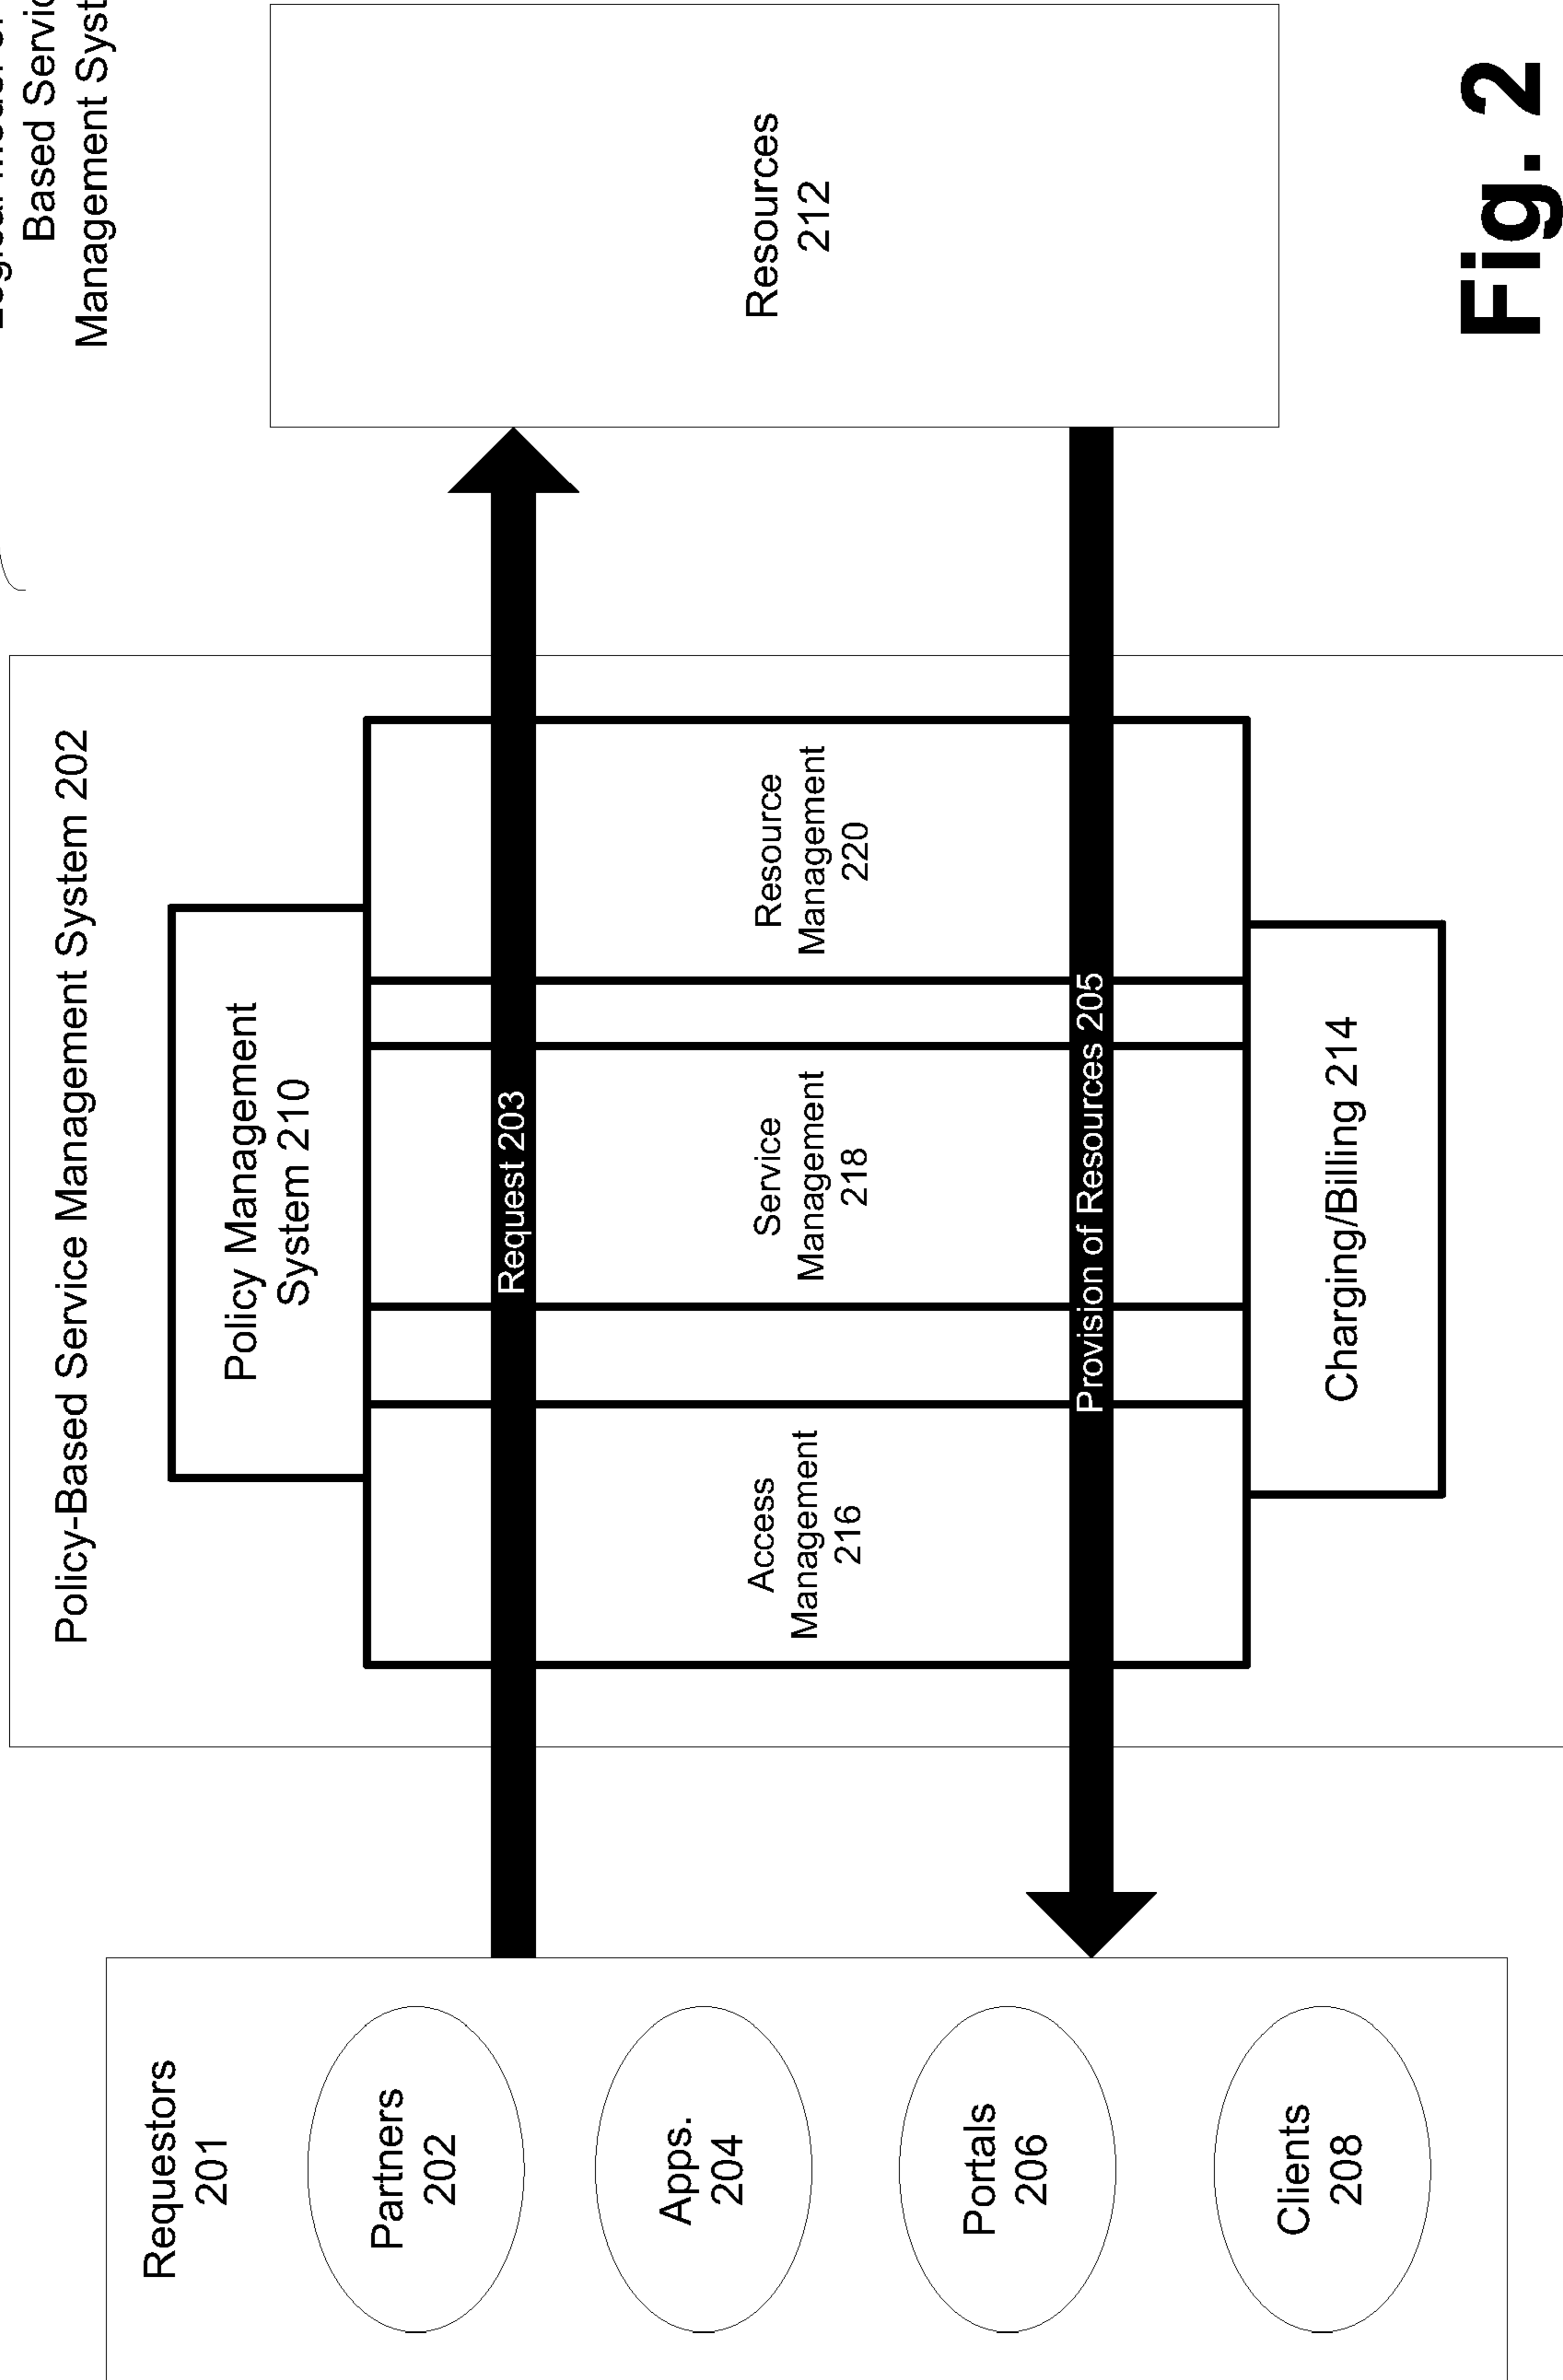 Based Servic
Management Syst
Policy-Based Service Management System 202
Requestors
201
Partners
202
Apps.
204
Portals
206
Clients
208
Policy Management
System 210
Request 203
Access
Management
216
Service
Management
218
Resource
Management
220
Provision of Resources 205
Charging/Billing 214
Resources
212
Fig. 2